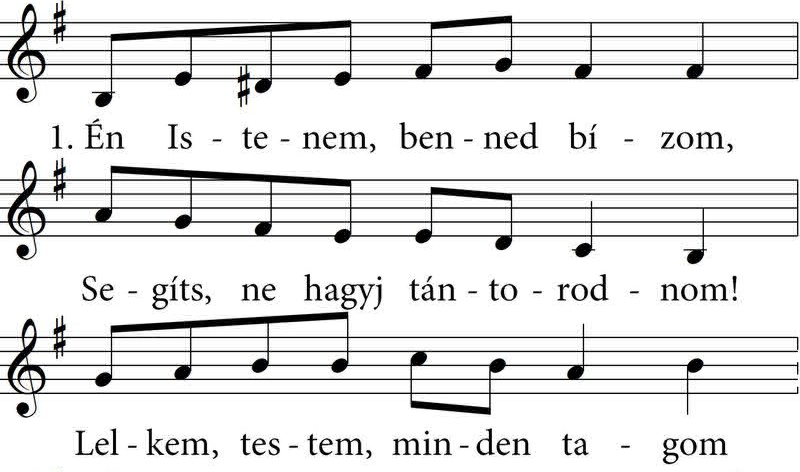 1. Én Is - te - nem, ben - ned bí - zom,
Se - gíts, ne hagyj tán - to - rod - nom!
Lel - kem, tes - tem, min - den ta - gom